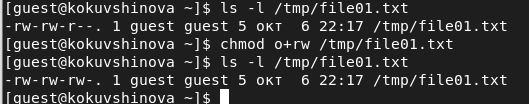 [guest@kokuvshinova ~]$ ls -l /tmp/file01.txt
-rw-rw-r--. 1 guest guest 5 окт  6 22:17 /tmp/file01.txt
[guest@kokuvshinova ~]$ chmod o+rw /tmp/file01.txt
[guest@kokuvshinova ~]$ ls -l /tmp/file01.txt
-rw-rw-rw-. 1 guest guest 5 окт  6 22:17 /tmp/file01.txt
[guest@kokuvshinova ~]$